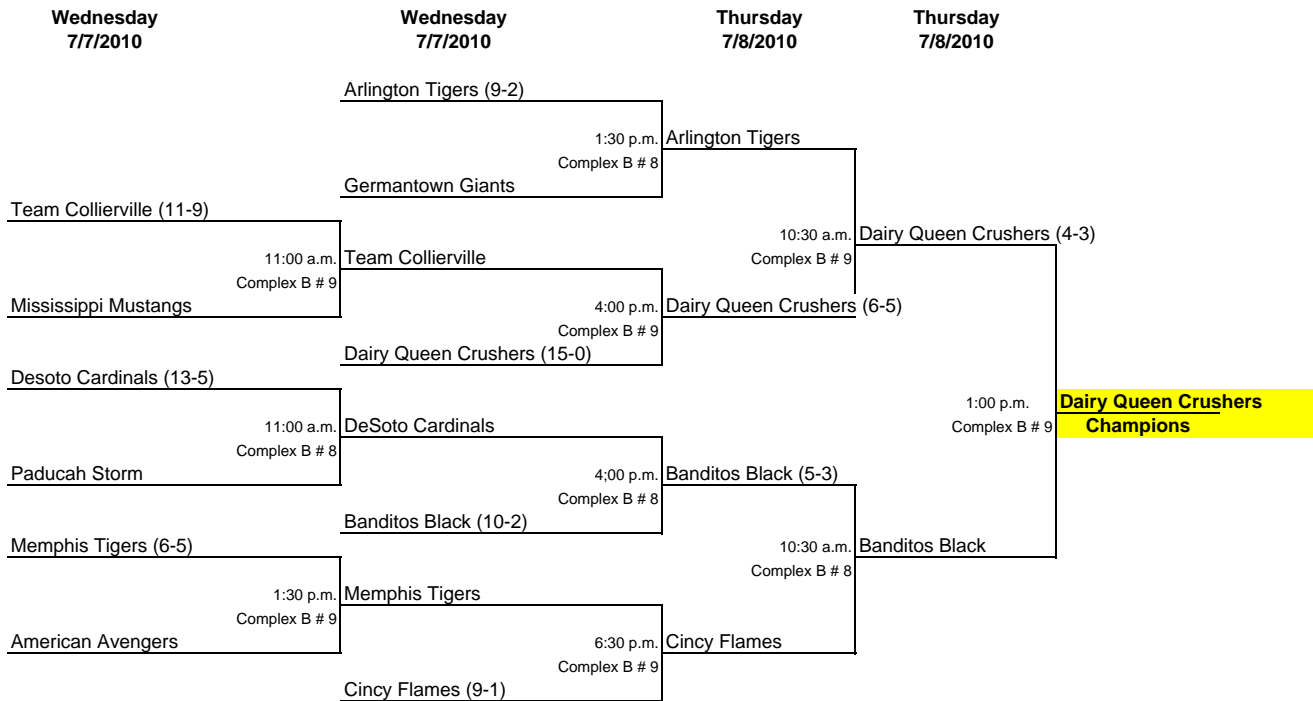 Wednesday Wednesday Thursday Thursday
7/7/2010 7/7/2010 7/8/2010 7/8/2010
Arlington Tigers (9-2)
1:30 p.m. Arlington Tigers
Complex B # 8
Germantown Giants
Team Collierville (11-9)
10:30 a.m. Dairy Queen Crushers (4-3)
11:00 a.m. Team Collierville
Complex B # 9
Complex B # 9
Mississippi Mustangs
4:00 p.m. Dairy Queen Crushers (6-5)
Complex B # 9
Dairy Queen Crushers (15-0)
Desoto Cardinals (13-5)
1:00 p.m. Dairy Queen Crushers
11:00 a.m. DeSoto Cardinals
Complex B # 9 Champions
Complex B # 8
Paducah Storm
4;00 p.m. Banditos Black (5-3)
Complex B # 8
Banditos Black (10-2)
Memphis Tigers (6-5)
10:30 a.m. Banditos Black
Complex B # 8
1:30 p.m. Memphis Tigers
Complex B # 9
American Avengers
6:30 p.m. Cincy Flames
Complex B # 9
Cincy Flames (9-1)